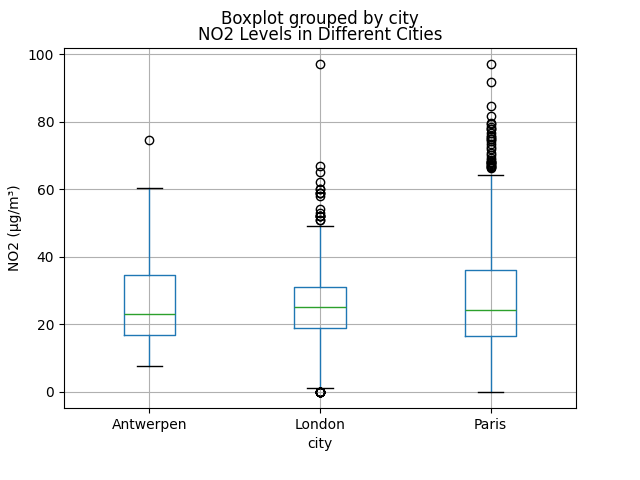 Boxplot grouped by city
NO2 Levels in Different Cities
100
80
60
40
20
0
NO2 (µg/m³)
Antwerpen
London
Paris
city